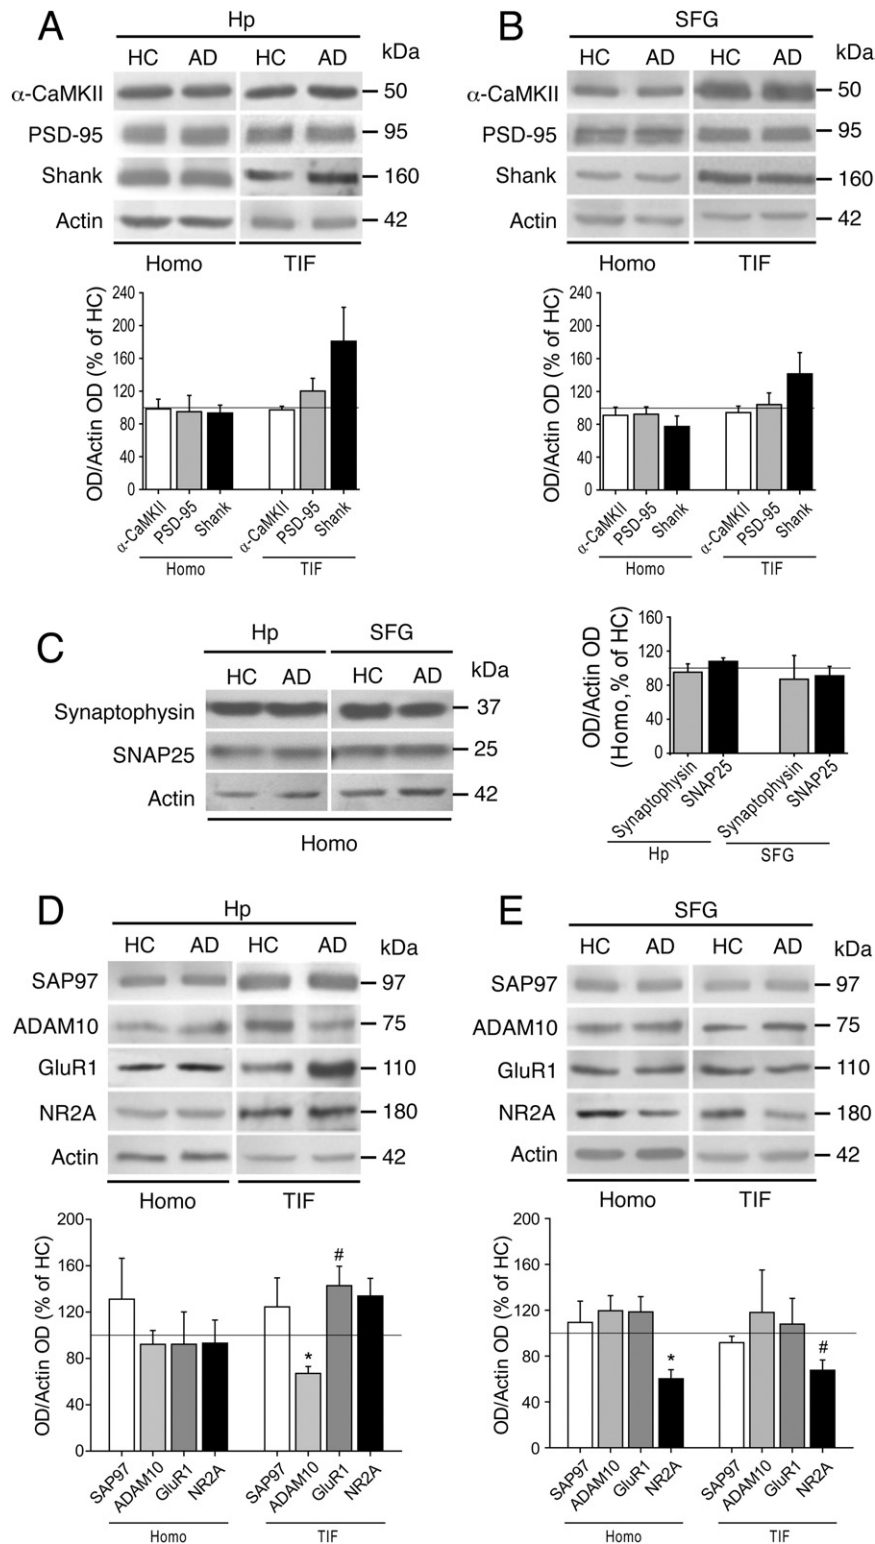 A
Hp
HC AD HC AD kDa
α-CaMKII 50
PSD-95 95
Shank 160
Actin 42
Homo TIF
OD/Actin OD (% of HC)
240
200
160
120
80
40
0
α-CaMKII PSD-95 Shank α-CaMKII PSD-95 Shank
Homo TIF
B
SFG
HC AD HC AD kDa
α-CaMKII 50
PSD-95 95
Shank 160
Actin 42
Homo TIF
OD/Actin OD (% of HC)
240
200
160
120
80
40
0
α-CaMKII PSD-95 Shank α-CaMKII PSD-95 Shank
Homo TIF
C
Hp SFG
HC AD HC AD kDa
Synaptophysin 37
SNAP25 25
Actin 42
Homo
OD/Actin OD
(Homo, % of HC)
160
120
80
40
0
Synaptophysin SNAP25 Synaptophysin SNAP25
Hp SFG
D
Hp
HC AD HC AD kDa
SAP97 97
ADAM10 75
GluR1 110
NR2A 180
Actin 42
Homo TIF
OD/Actin OD (% of HC)
200
160
120
80
40
0
* #
SAP97 ADAM10 GluR1 NR2A SAP97 ADAM10 GluR1 NR2A
Homo TIF
E
SFG
HC AD HC AD kDa
SAP97 97
ADAM10 75
GluR1 110
NR2A 180
Actin 42
Homo TIF
OD/Actin OD (% of HC)
200
160
120
80
40
0
* #
SAP97 ADAM10 GluR1 NR2A SAP97 ADAM10 GluR1 NR2A
Homo TIF